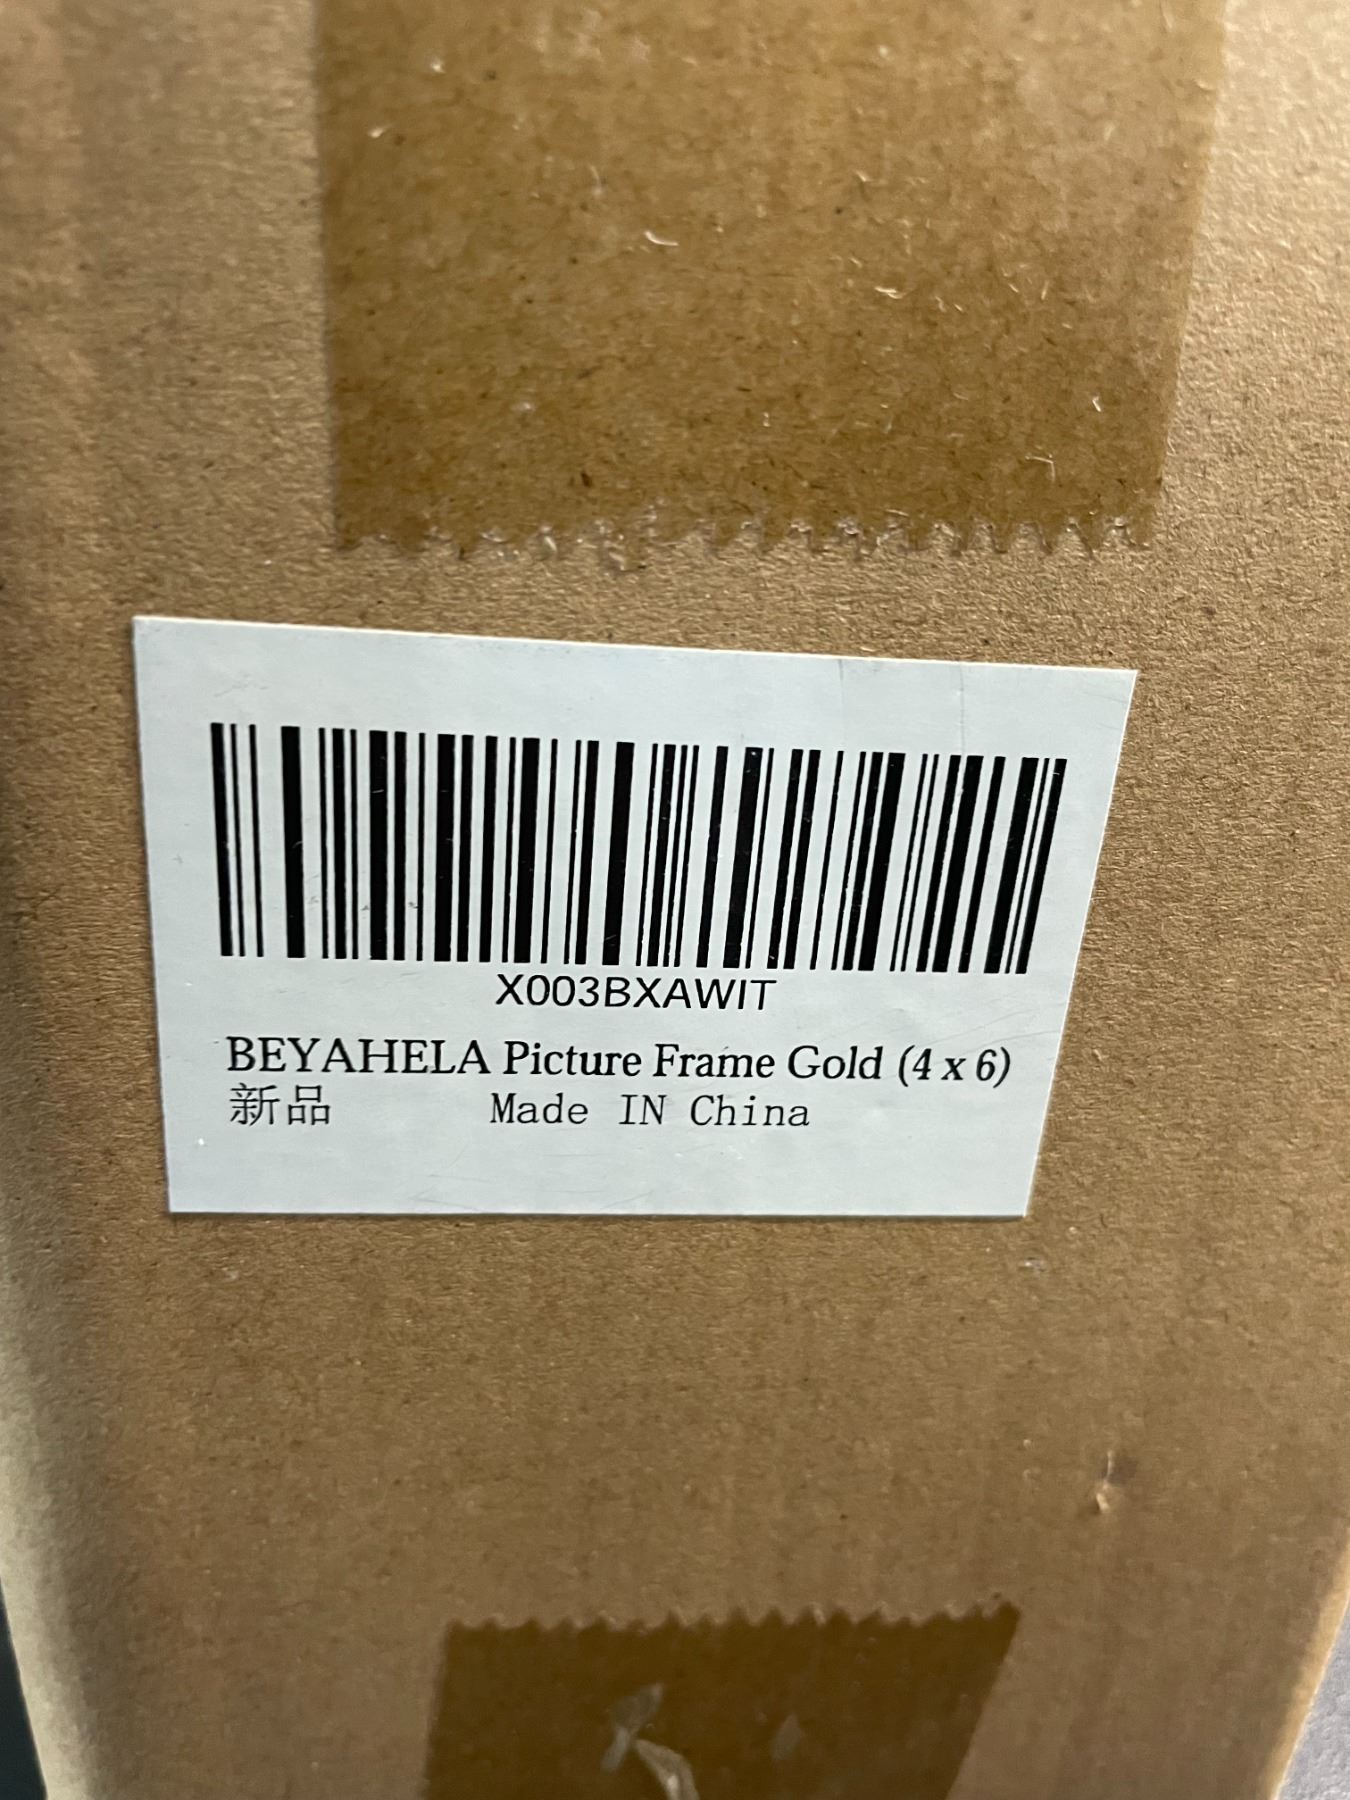 X003BXAWIT
BEYAHELA Picture Frame Gold (4 x 6)
新品 Made IN China